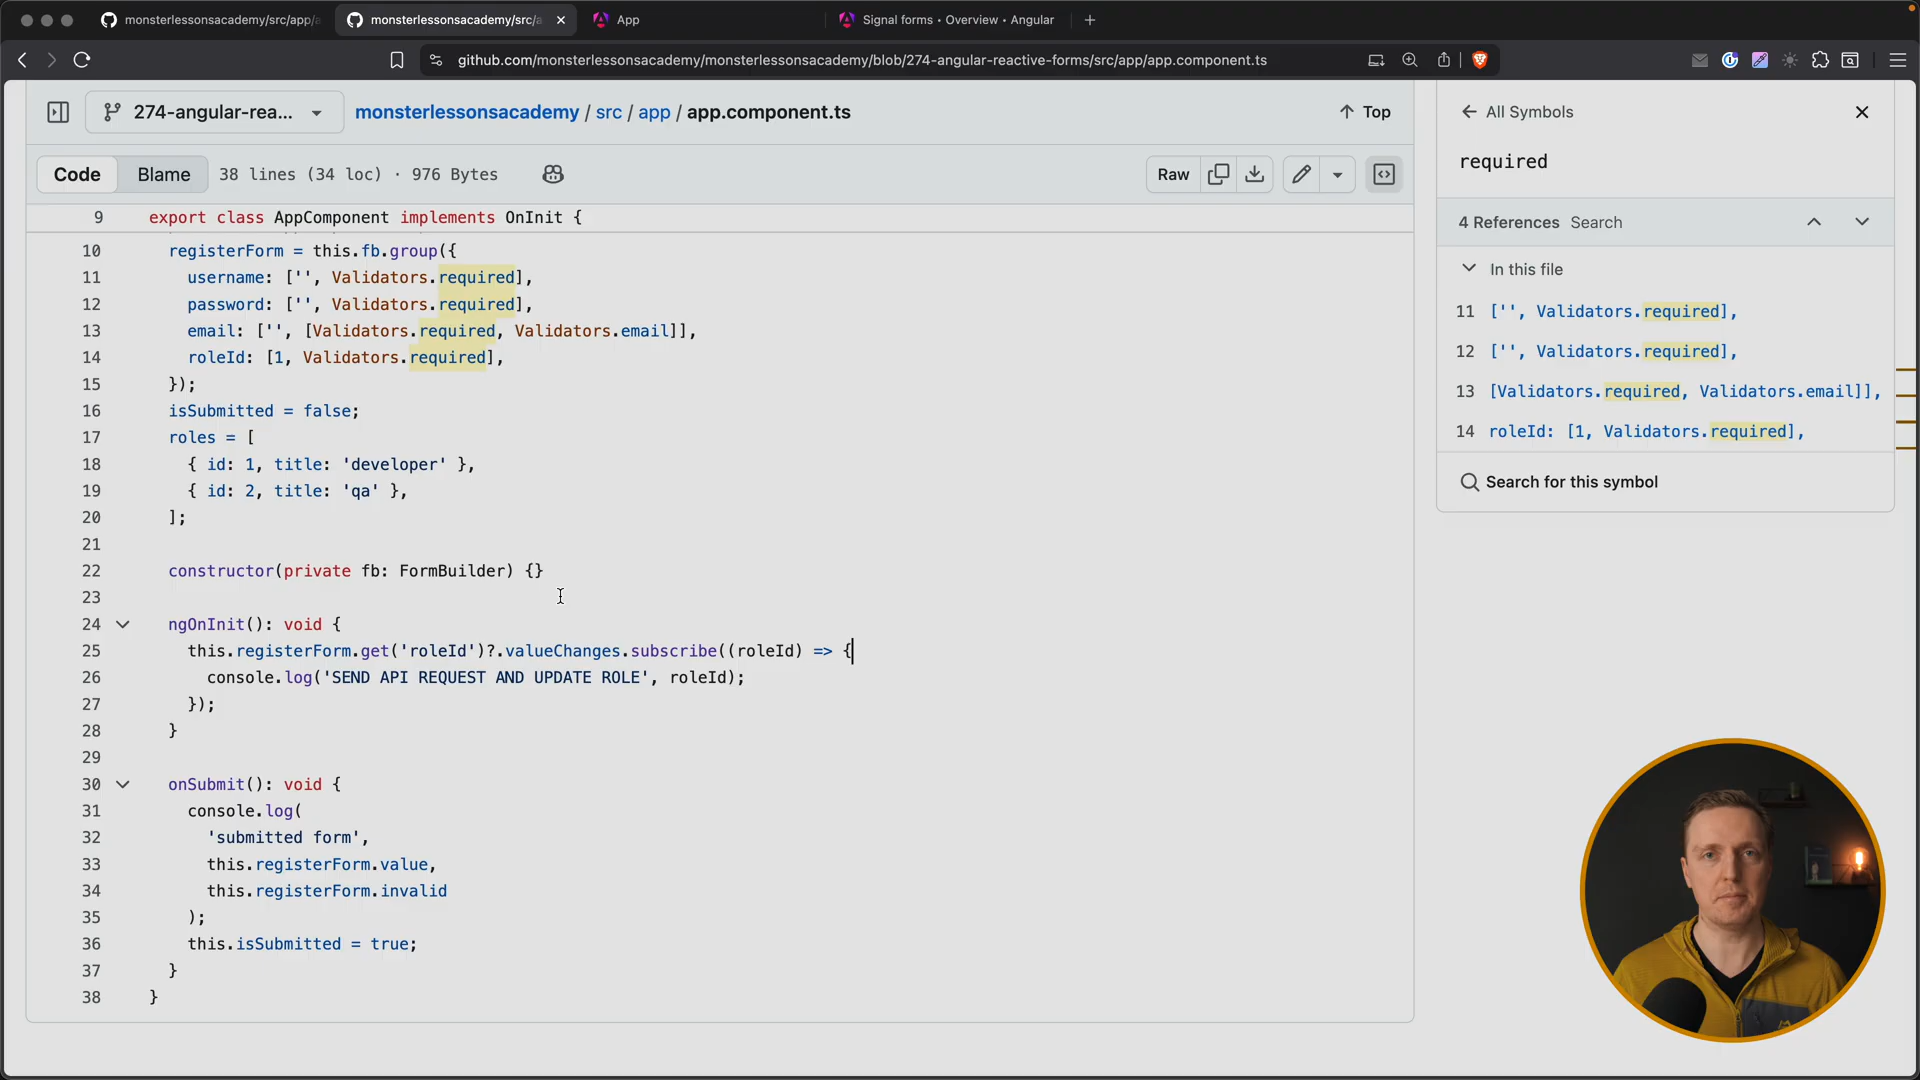 monsterlessonsacademy/src/app/a
monsterlessonsacademy/src/a
App
Signal forms • Overview • Angular
github.com/monsterlessonsacademy/monsterlessonsacademy/blob/274-angular-reactive-forms/src/app/app.component.ts
274-angular-rea...
monsterlessonsacademy / src / app / app.component.ts
Top
Code
Blame
38 lines (34 loc) · 976 Bytes
Raw
9 export class AppComponent implements OnInit {
10 registerForm = this.fb.group({
11 username: ['', Validators.required],
12 password: ['', Validators.required],
13 email: ['', [Validators.required, Validators.email]],
14 roleId: [1, Validators.required],
15 });
16 isSubmitted = false;
17 roles = [
18 { id: 1, title: 'developer' },
19 { id: 2, title: 'qa' },
20 ];
21
22 constructor(private fb: FormBuilder) {}
23
24 ngOnInit(): void {
25 this.registerForm.get('roleId')?.valueChanges.subscribe((roleId) => {
26 console.log('SEND API REQUEST AND UPDATE ROLE', roleId);
27 });
28 }
29
30 onSubmit(): void {
31 console.log(
32 'submitted form',
33 this.registerForm.value,
34 this.registerForm.invalid
35 );
36 this.isSubmitted = true;
37 }
38 }
All Symbols
required
4 References Search
In this file
11 ['', Validators.required],
12 ['', Validators.required],
13 [Validators.required, Validators.email]],
14 roleId: [1, Validators.required],
Search for this symbol